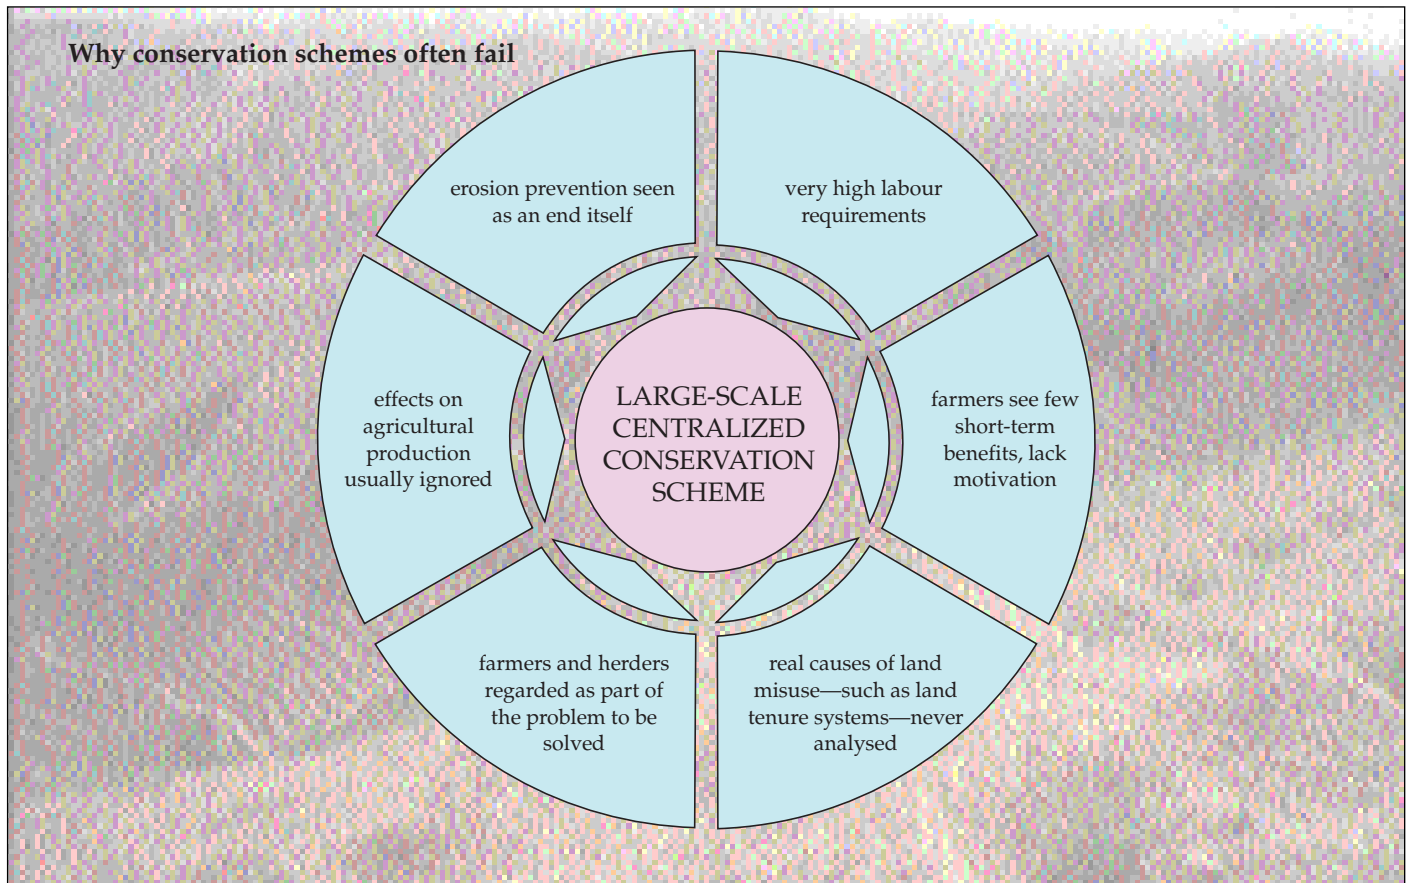 Why conservation schemes often fail
erosion prevention seen
as an end itself
very high labour
requirements
effects on
agricultural
production
usually ignored
LARGE-SCALE
CENTRALIZED
CONSERVATION
SCHEME
farmers see few
short-term
benefits, lack
motivation
farmers and herders
regarded as part of
the problem to be
solved
real causes of land
misuse—such as land
tenure systems—never
analysed